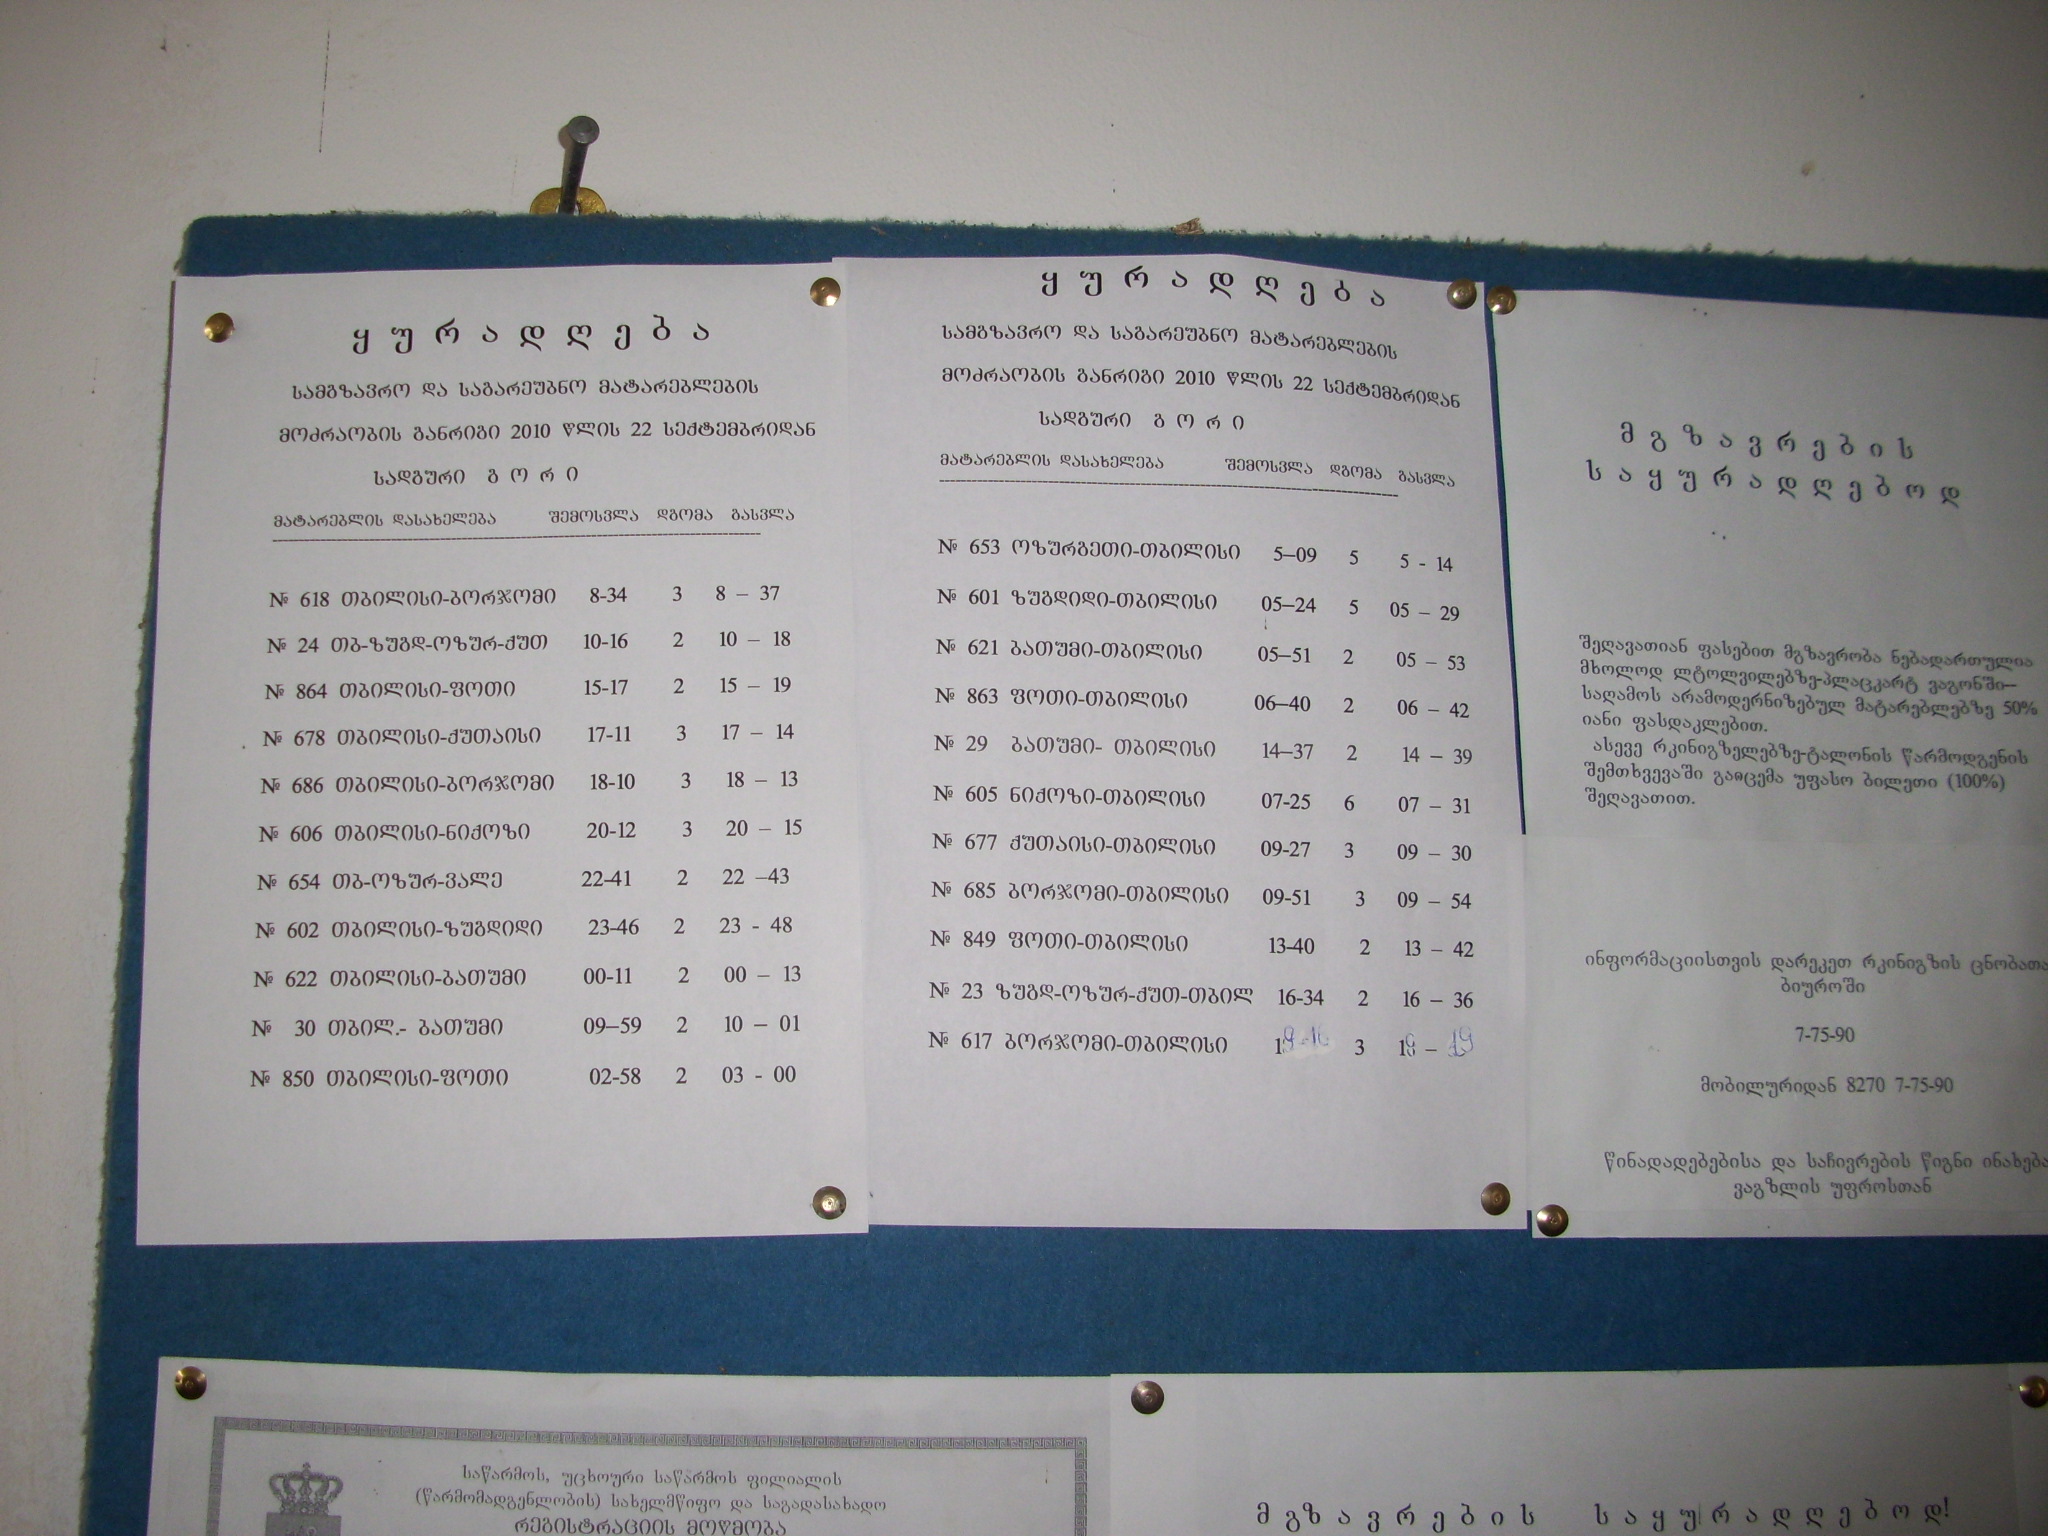 ყურადღება
სამგზავრო და საგარეუბნო მატარებლების
მოძრაობის განრიგი 2010 წლის 22 სექტემბრიდან
სადგური გორი
მატარებლის დასახელება შემოსვლა დგომა გასვლა
№ 618 თბილისი-ბორჯომი 8-34 3 8 – 37
№ 24 თბ-ზუგდ-ოზურ-ქუთ 10-16 2 10 – 18
№ 864 თბილისი-ფოთი 15-17 2 15 – 19
№ 678 თბილისი-ქუთაისი 17-11 3 17 – 14
№ 686 თბილისი-ბორჯომი 18-10 3 18 – 13
№ 606 თბილისი-ნიქოზი 20-12 3 20 – 15
№ 654 თბ-ოზურ-ვალე 22-41 2 22 –43
№ 602 თბილისი-ზუგდიდი 23-46 2 23 - 48
№ 622 თბილისი-ბათუმი 00-11 2 00 – 13
№ 30 თბილ.- ბათუმი 09–59 2 10 – 01
№ 850 თბილისი-ფოთი 02-58 2 03 - 00
ყურადღება
სამგზავრო და საგარეუბნო მატარებლების
მოძრაობის განრიგი 2010 წლის 22 სექტემბრიდან
სადგური გორი
მატარებლის დასახელება შემოსვლა დგომა გასვლა
№ 653 ოზურგეთი-თბილისი 5–09 5 5 - 14
№ 601 ზუგდიდი-თბილისი 05–24 5 05 – 29
№ 621 ბათუმი-თბილისი 05–51 2 05 – 53
№ 863 ფოთი-თბილისი 06–40 2 06 – 42
№ 29 ბათუმი- თბილისი 14–37 2 14 – 39
№ 605 ნიქოზი-თბილისი 07-25 6 07 – 31
№ 677 ქუთაისი-თბილისი 09-27 3 09 – 30
№ 685 ბორჯომი-თბილისი 09-51 3 09 – 54
№ 849 ფოთი-თბილისი 13-40 2 13 – 42
№ 23 ზუგდ-ოზურ-ქუთ-თბილ 16-34 2 16 – 36
№ 617 ბორჯომი-თბილისი 3
მგზავრების
საყურადღებოდ
შეღავათიან ფასებით მგზავრობა ნებადართულია
მხოლოდ ლტოლვილებზე-პლაცკარტ ვაგონში–
საღამოს არამოდერნიზებულ მატარებლებზე 50%
იანი ფასდაკლებით.
ასევე რკინიგზელებზე-ტალონის წარმოდგენის
შემთხვევაში გაიცემა უფასო ბილეთი (100%)
შეღავათით.
ინფორმაციისთვის დარეკეთ რკინიგზის ცნობათა
ბიუროში
7-75-90
მობილურიდან 8270 7-75-90
წინადადებებისა და საჩივრების წიგნი ინახება
ვაგზლის უფროსთან
საწარმოს, უცხოური საწარმოს ფილიალის
(წარმომადგენლობის) სახელმწიფო და საგადასახადო
რეგისტრაციის მოწმობა
მგზავრების საყურადღებოდ!